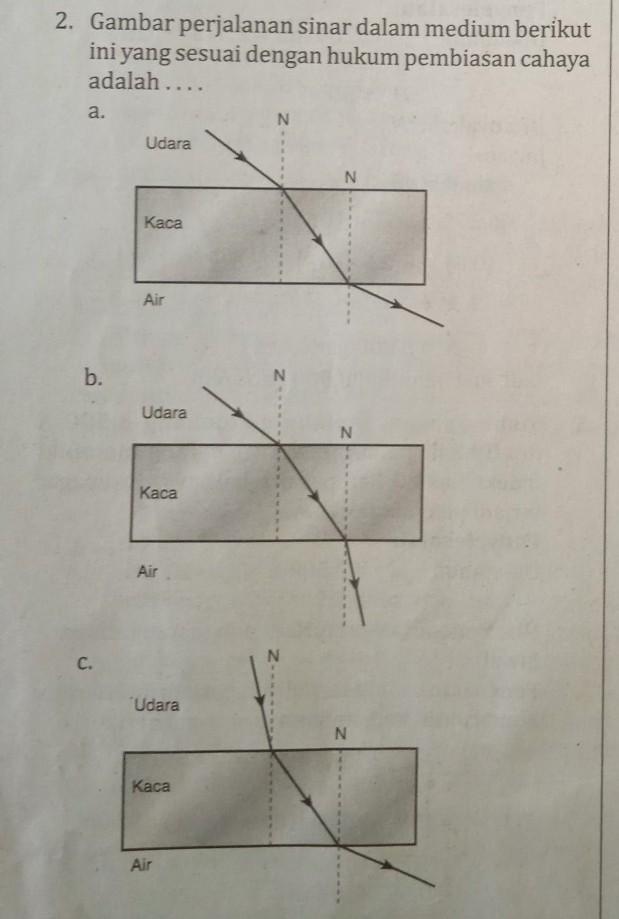 2. Gambar perjalanan sinar dalam medium berikut
ini yang sesuai dengan hukum pembiasan cahaya
adalah . . . .
a.
N
Udara
N
Kaca
Air
b.
N
Udara
N
Kaca
Air
c.
N
Udara
N
Kaca
Air